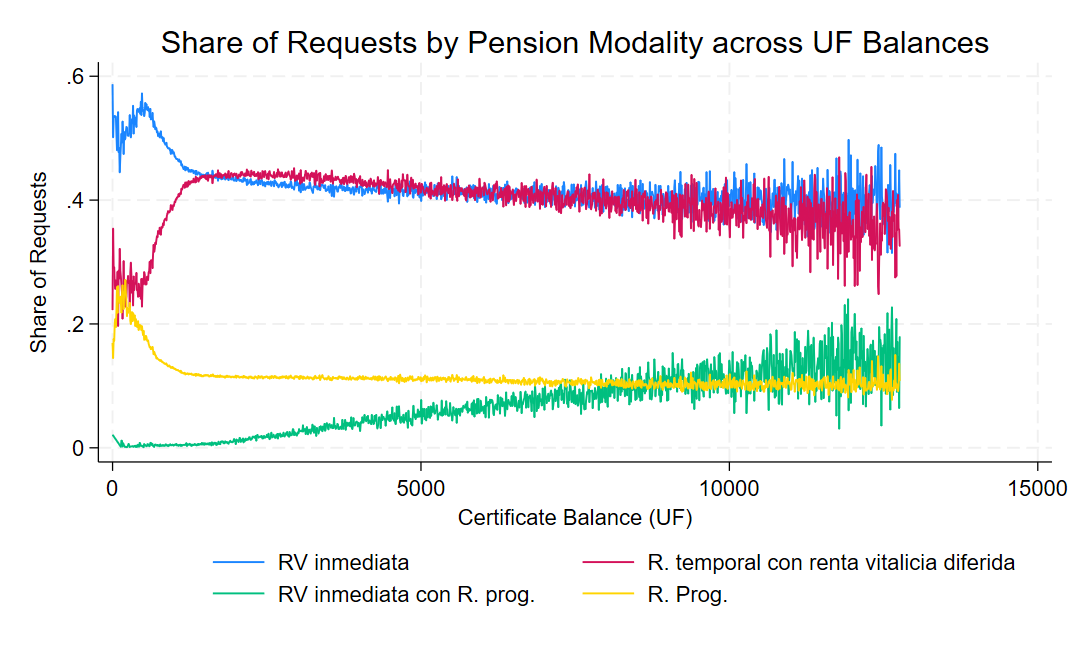 Share of Requests by Pension Modality across UF Balances
Share of Requests
.6
.4
.2
0
0 5000 10000 15000
Certificate Balance (UF)
RV inmediata R. temporal con renta vitalicia diferida
RV inmediata con R. prog. R. Prog.